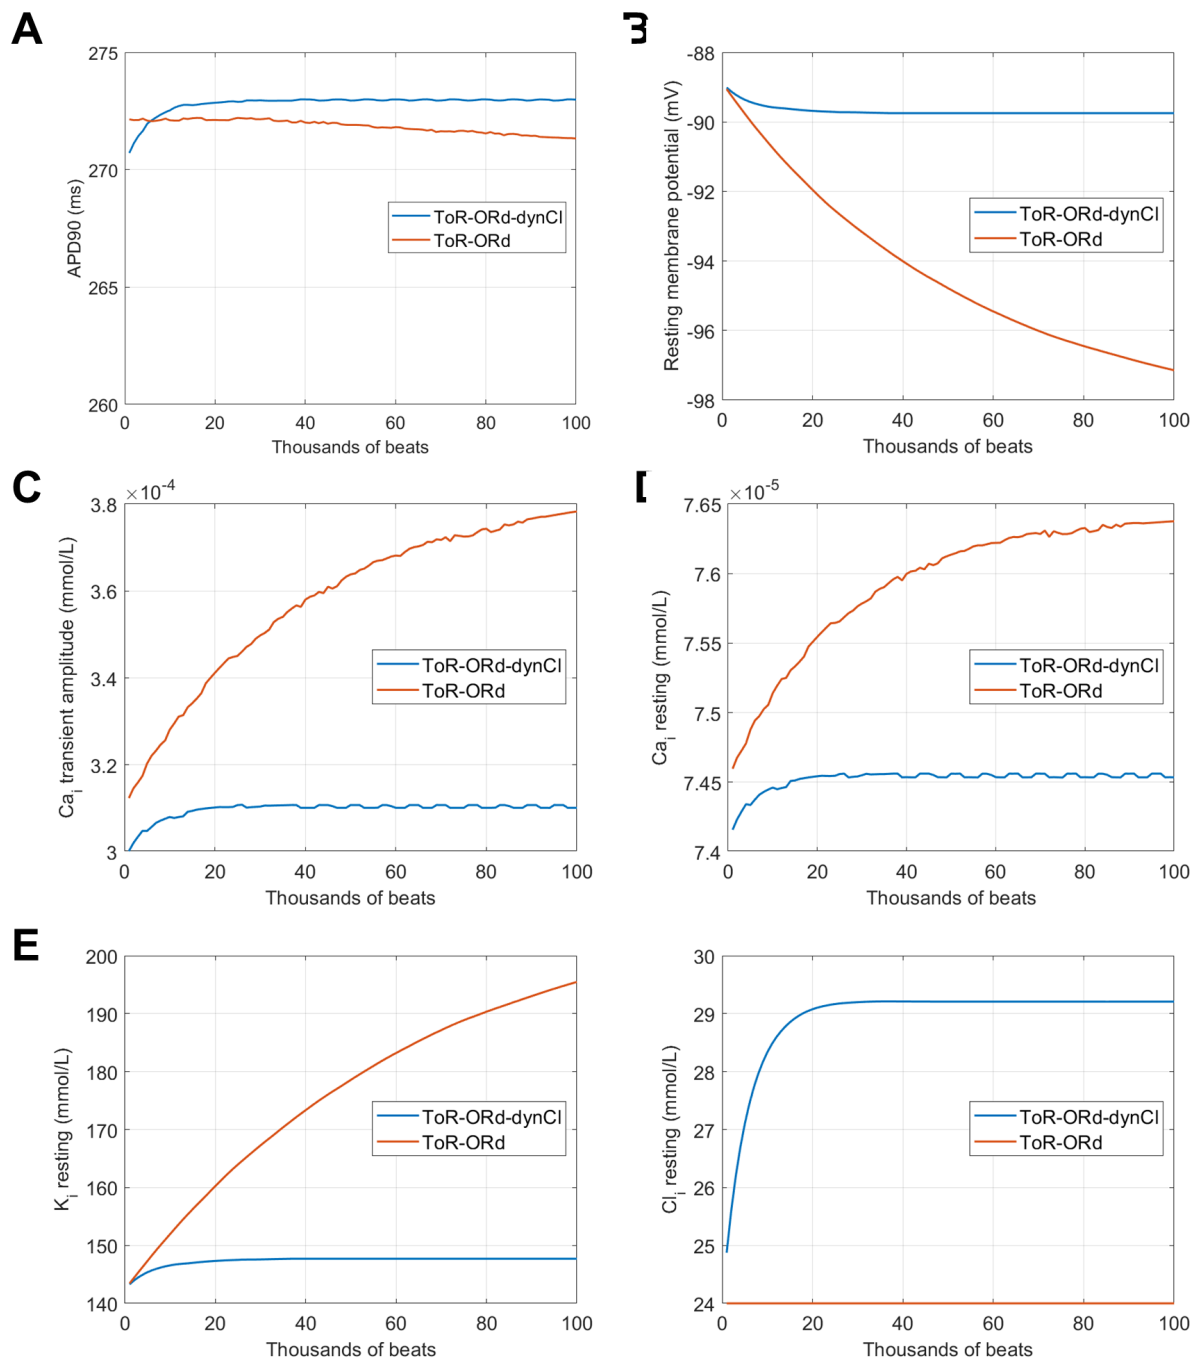 A
275
270
265
260
APD90 (ms)
ToR-ORd-dynCl
ToR-ORd
0 20 40 60 80 100
Thousands of beats
-88
-90
-92
-94
-96
-98
Resting membrane potential (mV)
ToR-ORd-dynCl
ToR-ORd
0 20 40 60 80 100
Thousands of beats
C
×10-4
3.8
3.6
3.4
3.2
3
Cai transient amplitude (mmol/L)
ToR-ORd-dynCl
ToR-ORd
0 20 40 60 80 100
Thousands of beats
×10-5
7.65
7.6
7.55
7.5
7.45
7.4
Cai resting (mmol/L)
ToR-ORd-dynCl
ToR-ORd
0 20 40 60 80 100
Thousands of beats
E
200
190
180
170
160
150
140
Ki resting (mmol/L)
ToR-ORd-dynCl
ToR-ORd
0 20 40 60 80 100
Thousands of beats
30
29
28
27
26
25
24
Cli resting (mmol/L)
ToR-ORd-dynCl
ToR-ORd
0 20 40 60 80 100
Thousands of beats